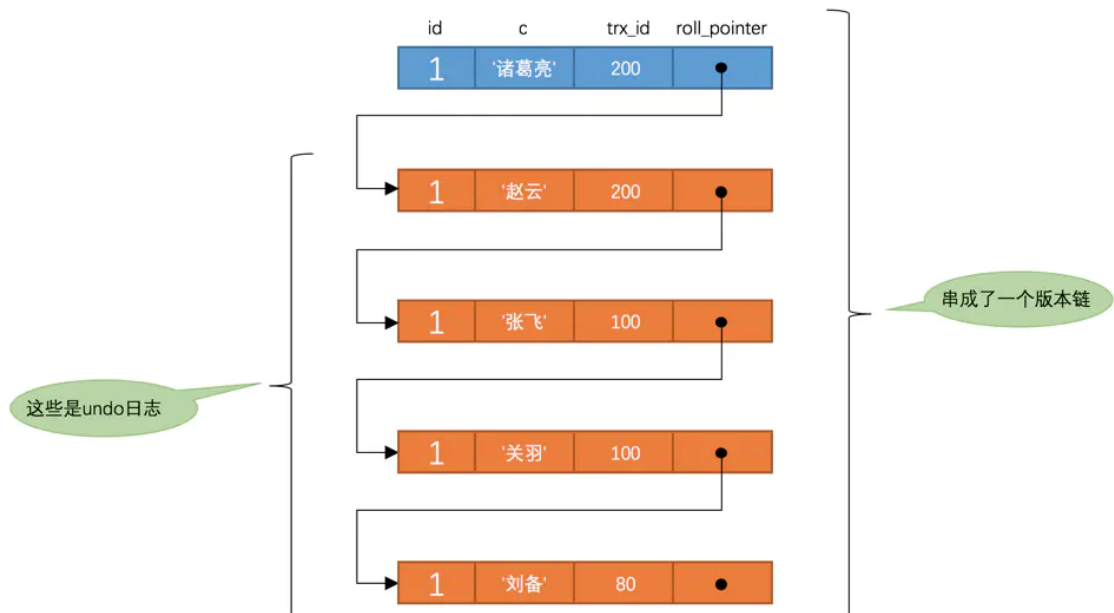 id c trx_id roll_pointer
1 '诸葛亮' 200
1 '赵云' 200
串成了一个版本链
1 '张飞' 100
这些是undo日志
1 '关羽' 100
1 '刘备' 80